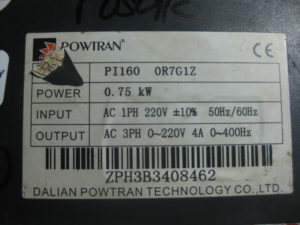 POWTRAN
PI160 0R7G1Z
POWER 0.75 kW
INPUT AC 1PH 220V ±10% 50Hz/60Hz
OUTPUT AC 3PH 0~220V 4A 0~400Hz
ZPH3B3408462
DALIAN POWTRAN TECHNOLOGY CO.,LTD.